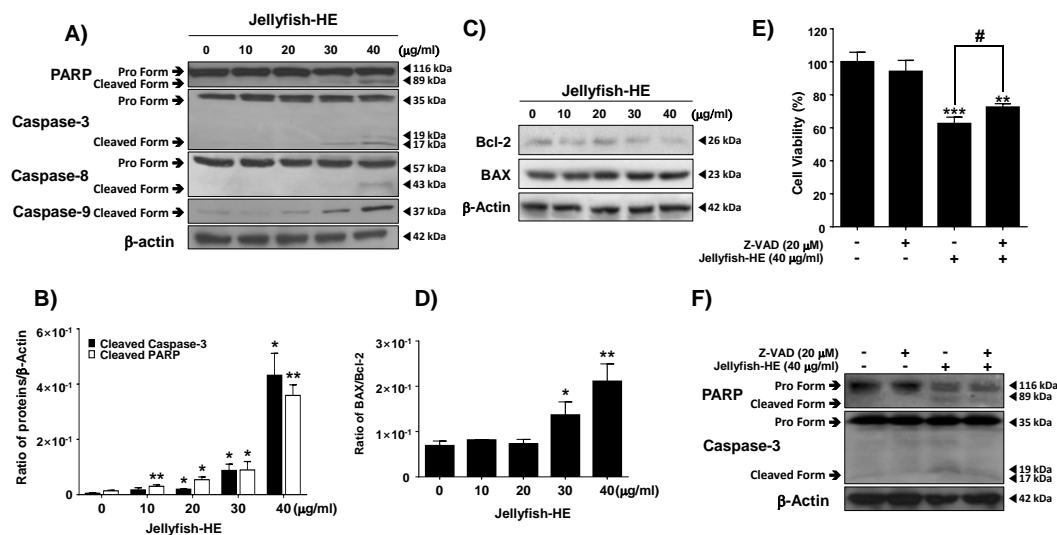 A)
Jellyfish-HE
0 10 20 30 40 (μg/ml)
PARP
Pro Form 116 kDa
Cleaved Form 89 kDa
Caspase-3
Pro Form 35 kDa
19 kDa
Cleaved Form 17 kDa
Caspase-8
Pro Form 57 kDa
Cleaved Form 43 kDa
Caspase-9 Cleaved Form 37 kDa
β-actin 42 kDa
B)
Ratio of proteins/β-Actin
Cleaved Caspase-3
Cleaved PARP
6×10⁻¹
4×10⁻¹
2×10⁻¹
0
** * * * * * **
0 10 20 30 40 (μg/ml)
Jellyfish-HE
C)
Jellyfish-HE
0 10 20 30 40 (μg/ml)
Bcl-2 26 kDa
BAX 23 kDa
β-Actin 42 kDa
D)
Ratio of BAX/Bcl-2
3×10⁻¹
2×10⁻¹
1×10⁻¹
0
* **
0 10 20 30 40 (μg/ml)
Jellyfish-HE
E)
Cell Viability (%)
120
100
80
60
40
20
0
#
*** **
Z-VAD (20 μM) - + - +
Jellyfish-HE (40 μg/ml) - - + +
F)
Z-VAD (20 μM) - + - +
Jellyfish-HE (40 μg/ml) - - + +
PARP
Pro Form 116 kDa
Cleaved Form 89 kDa
Caspase-3
Pro Form 35 kDa
19 kDa
Cleaved Form 17 kDa
β-Actin 42 kDa